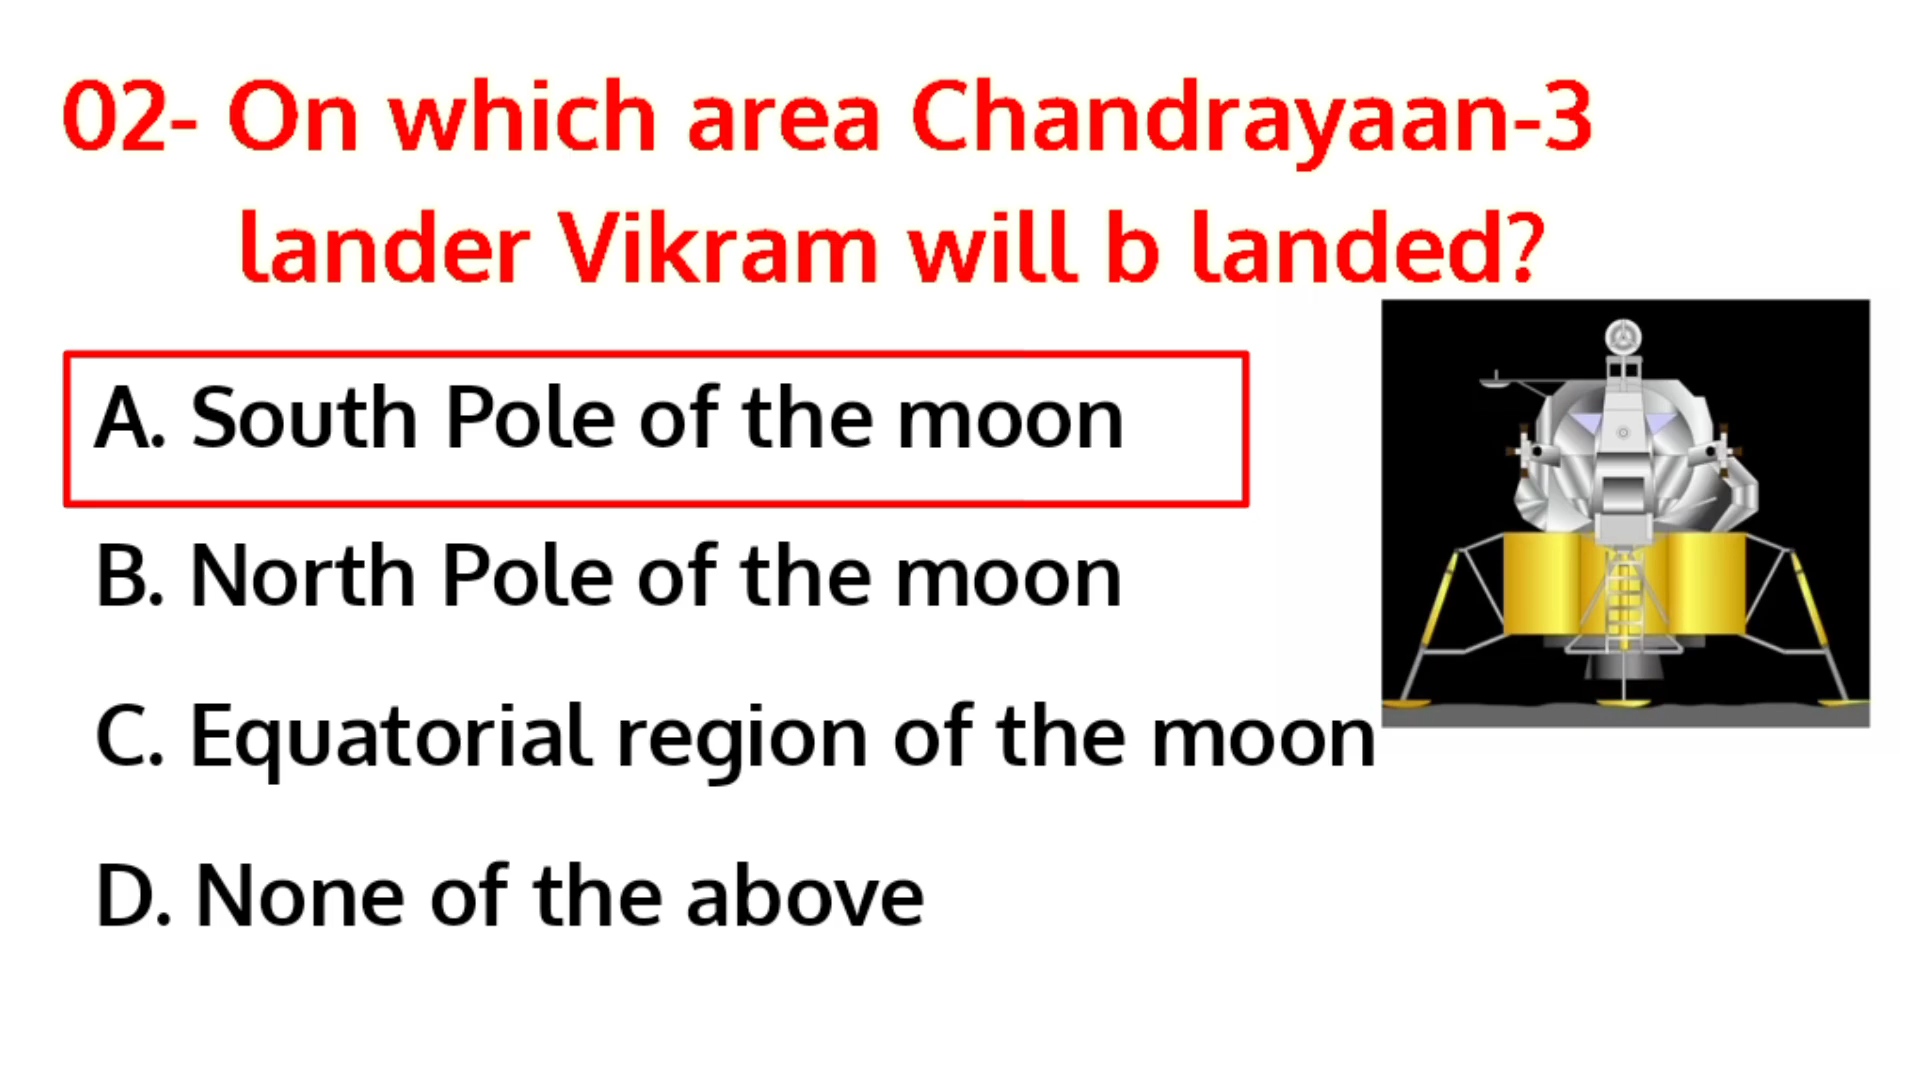 02- On which area Chandrayaan-3
lander Vikram will b landed?
A. South Pole of the moon
B. North Pole of the moon
C. Equatorial region of the moon
D. None of the above